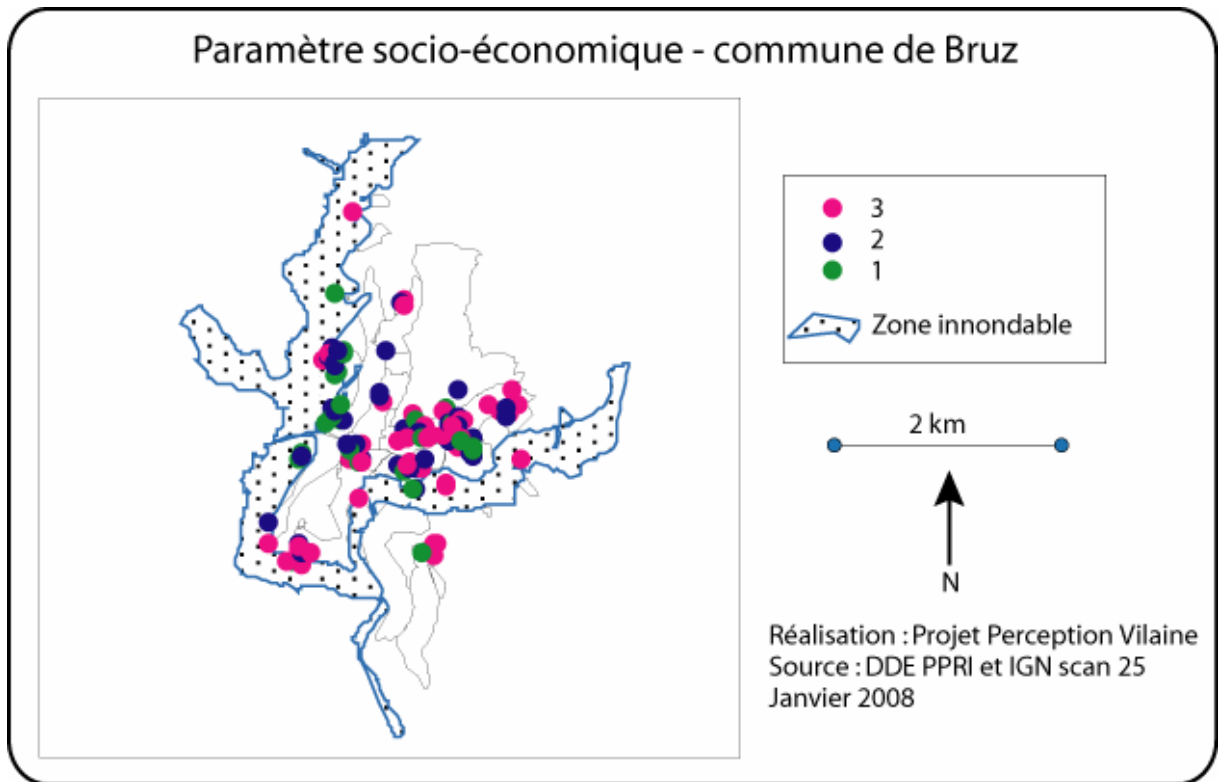 Paramètre socio-économique - commune de Bruz
3
2
1
Zone innondable
2 km
N
Réalisation : Projet Perception Vilaine
Source : DDE PPRI et IGN scan 25
Janvier 2008